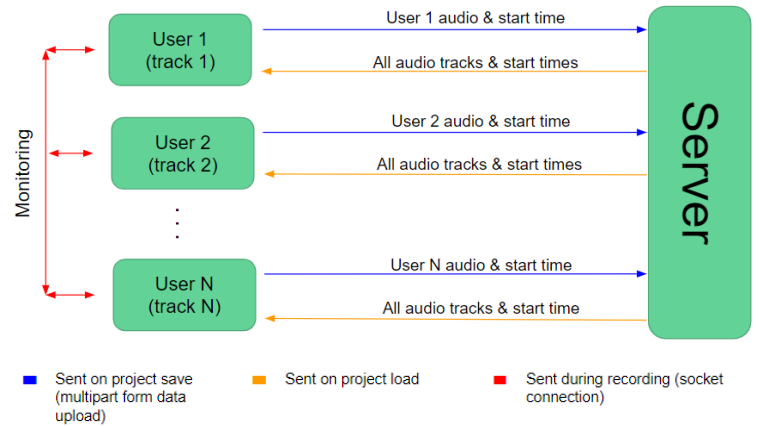 User 1 audio & start time
User 1
(track 1)
All audio tracks & start times
User 2 audio & start time
User 2
(track 2)
All audio tracks & start times
Monitoring
Server
User N audio & start time
User N
(track N)
All audio tracks & start time
Sent on project save
(multipart form data
upload)
Sent on project load
Sent during recording (socket
connection)